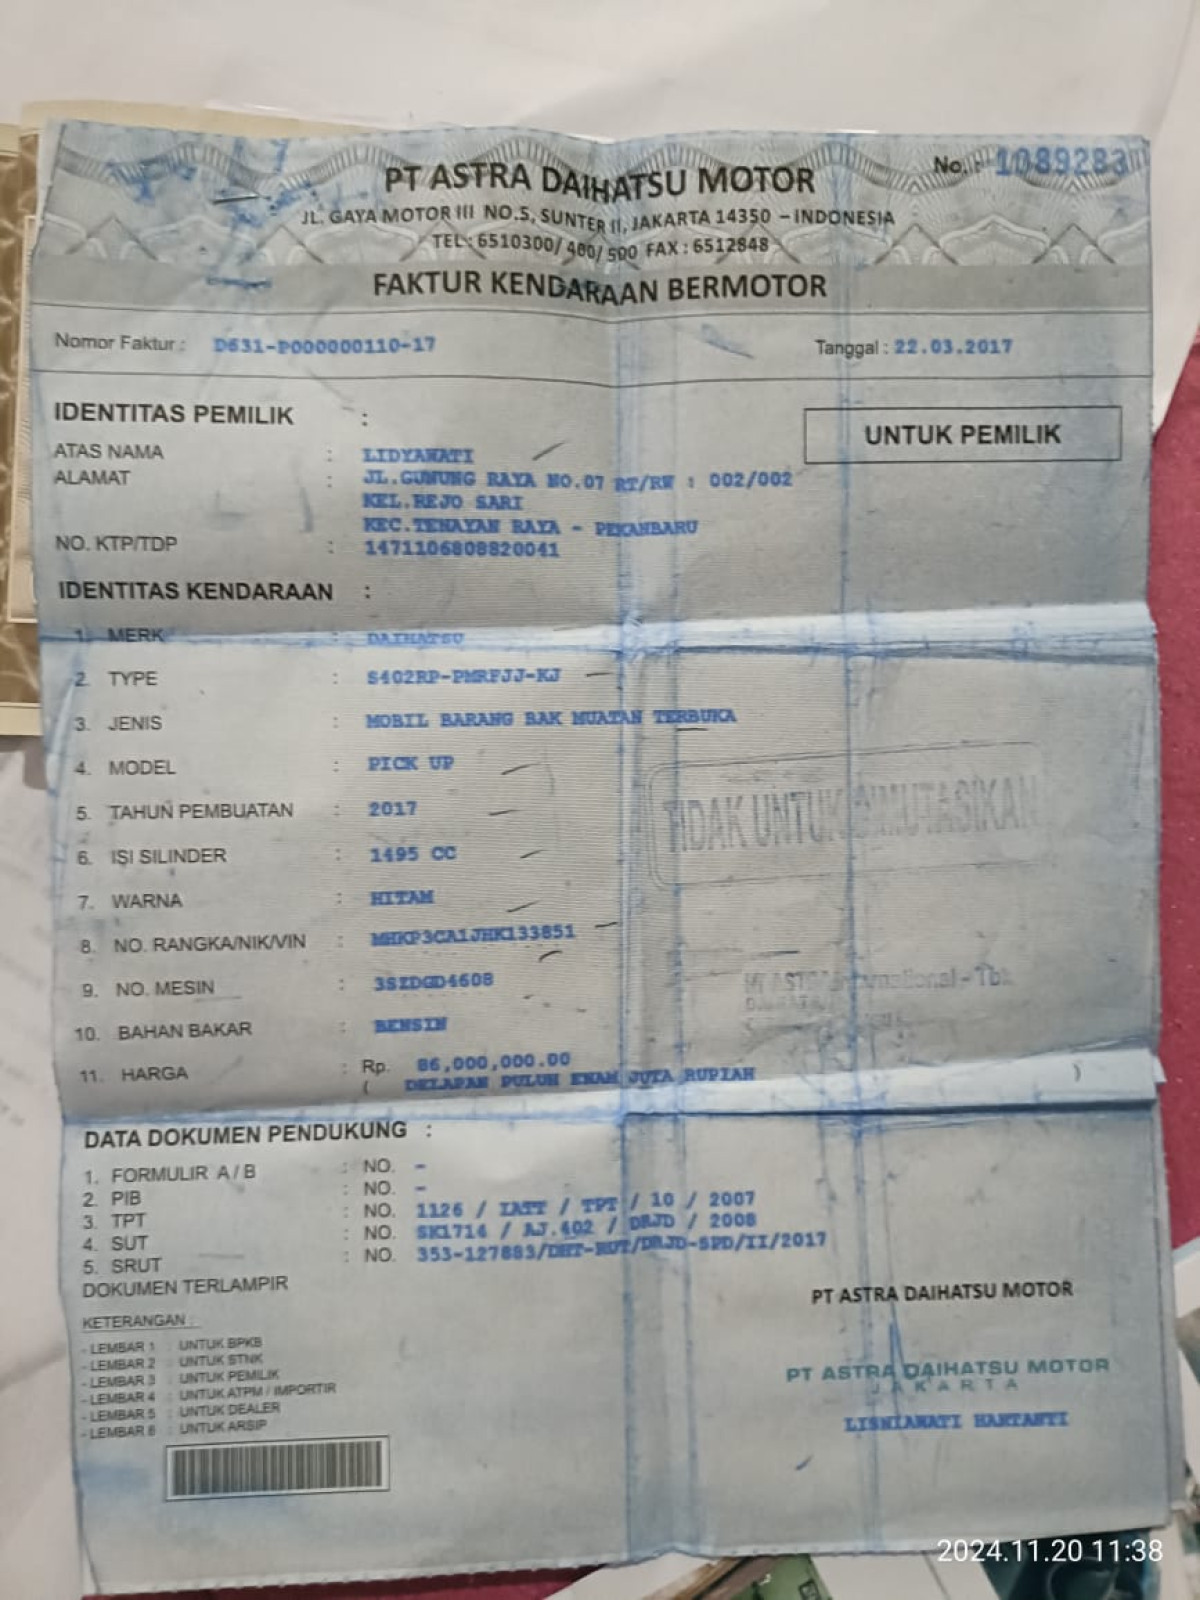 PT ASTRA DAIHATSU MOTOR
No. : 1089283
JL. GAYA MOTOR III NO.5, SUNTER II, JAKARTA 14350 – INDONESIA
TEL : 6510300/ 400/ 500 FAX : 6512848
FAKTUR KENDARAAN BERMOTOR
Nomor Faktur : D631-P000000110-17
Tanggal : 22.03.2017
IDENTITAS PEMILIK :
UNTUK PEMILIK
ATAS NAMA : LIDYAWATI
ALAMAT : JL.GUNUNG RAYA NO.07 RT/RW : 002/002
KEL.REJO SARI
KEC.TENAYAN RAYA - PEKANBARU
NO. KTP/TDP : 1471106808820041
IDENTITAS KENDARAAN :
1. MERK : DAIHATSU
2. TYPE : S402RP-PMRFJJ-KJ
3. JENIS : MOBIL BARANG BAK MUATAN TERBUKA
4. MODEL : PICK UP
5. TAHUN PEMBUATAN : 2017
TIDAK UNTUK DIMUTASIKAN
6. ISI SILINDER : 1495 CC
7. WARNA : HITAM
8. NO. RANGKA/NIK/VIN : MHKP3CA1JHK133851
9. NO. MESIN : 3SZDGD4608
International - Tbk
10. BAHAN BAKAR : BENSIN
11. HARGA : Rp. 86,000,000.00
( DELAPAN PULUH ENAM JUTA RUPIAH )
DATA DOKUMEN PENDUKUNG :
1. FORMULIR A / B : NO. -
2. PIB : NO. -
3. TPT : NO. 1126 / IATT / TPT / 10 / 2007
4. SUT : NO. SK1714 / AJ.402 / DRJD / 2008
5. SRUT : NO. 353-127883/DHT-RUT/DRJD-SPD/II/2017
DOKUMEN TERLAMPIR
PT ASTRA DAIHATSU MOTOR
KETERANGAN :
- LEMBAR 1 : UNTUK BPKB
- LEMBAR 2 : UNTUK STNK
- LEMBAR 3 : UNTUK PEMILIK
- LEMBAR 4 : UNTUK ATPM / IMPORTIR
- LEMBAR 5 : UNTUK DEALER
- LEMBAR 6 : UNTUK ARSIP
PT ASTRA DAIHATSU MOTOR
JAKARTA
LISNIAWATI HARTANTI
2024.11.20 11:38